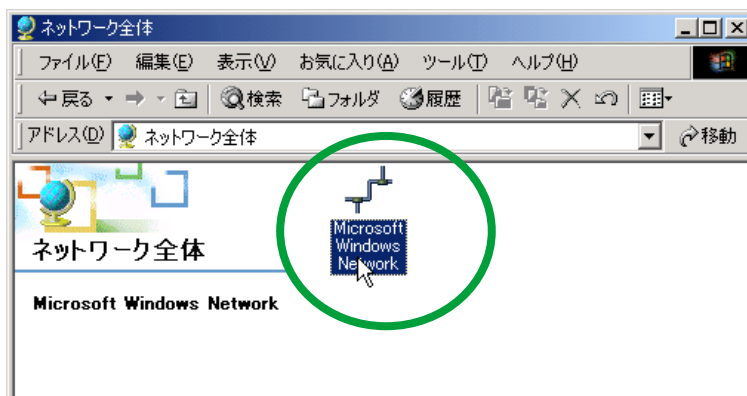 ネットワーク全体
ファイル(F) 編集(E) 表示(V) お気に入り(A) ツール(T) ヘルプ(H)
戻る 検索 フォルダ 履歴
アドレス(D) ネットワーク全体 移動
Microsoft
Windows
Network
ネットワーク全体
Microsoft Windows Network